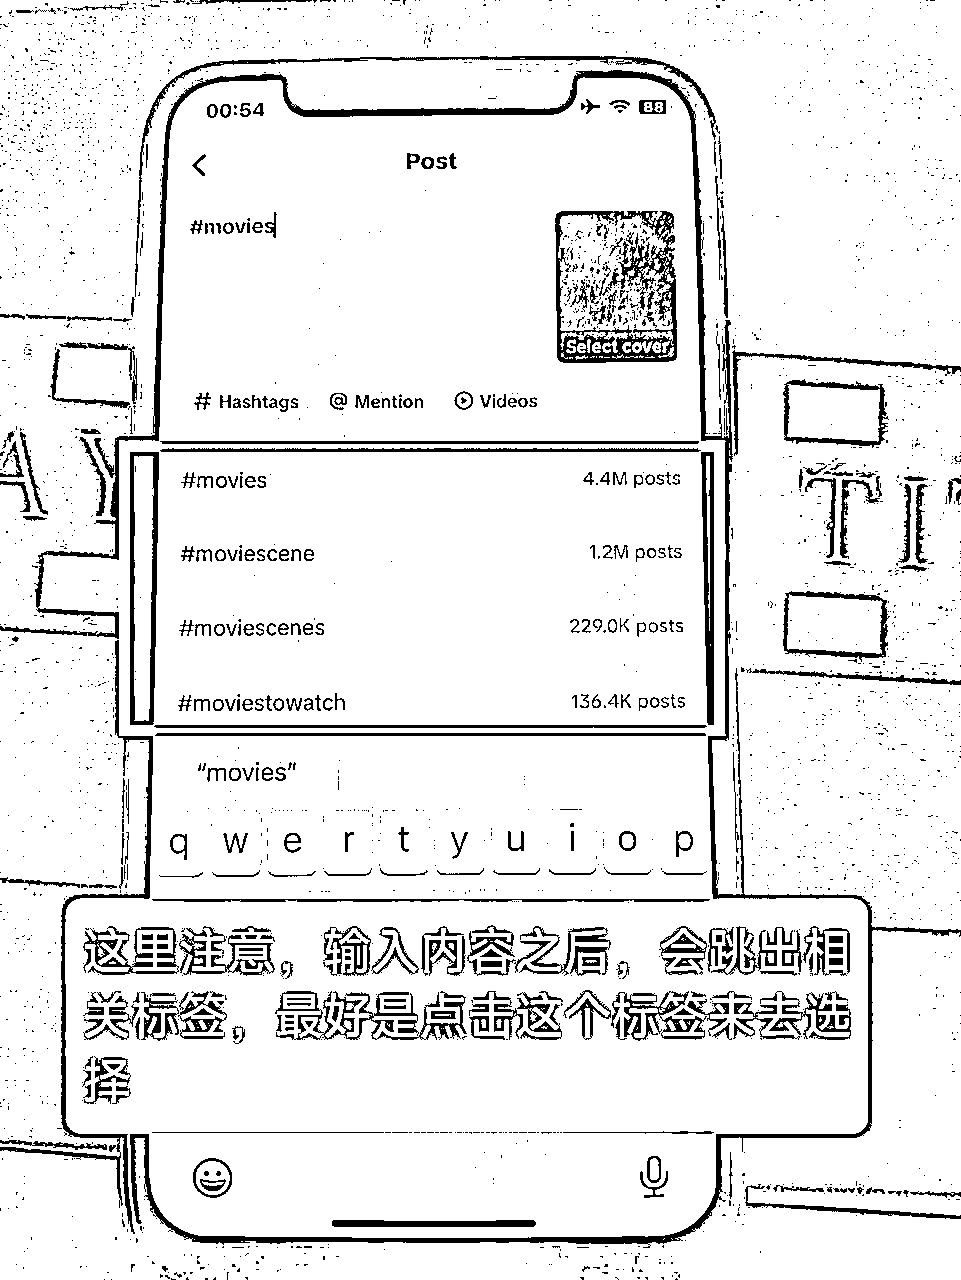 00:54
88
Post
#movies
Select cover
# Hashtags @ Mention Videos
AY
TI
#movies 4.4M posts
#moviescene 1.2M posts
#moviescenes 229.0K posts
#moviestowatch 136.4K posts
“movies”
q w e r t y u i o p
这里注意，输入内容之后，会跳出相
关标签，最好是点击这个标签来去选
择